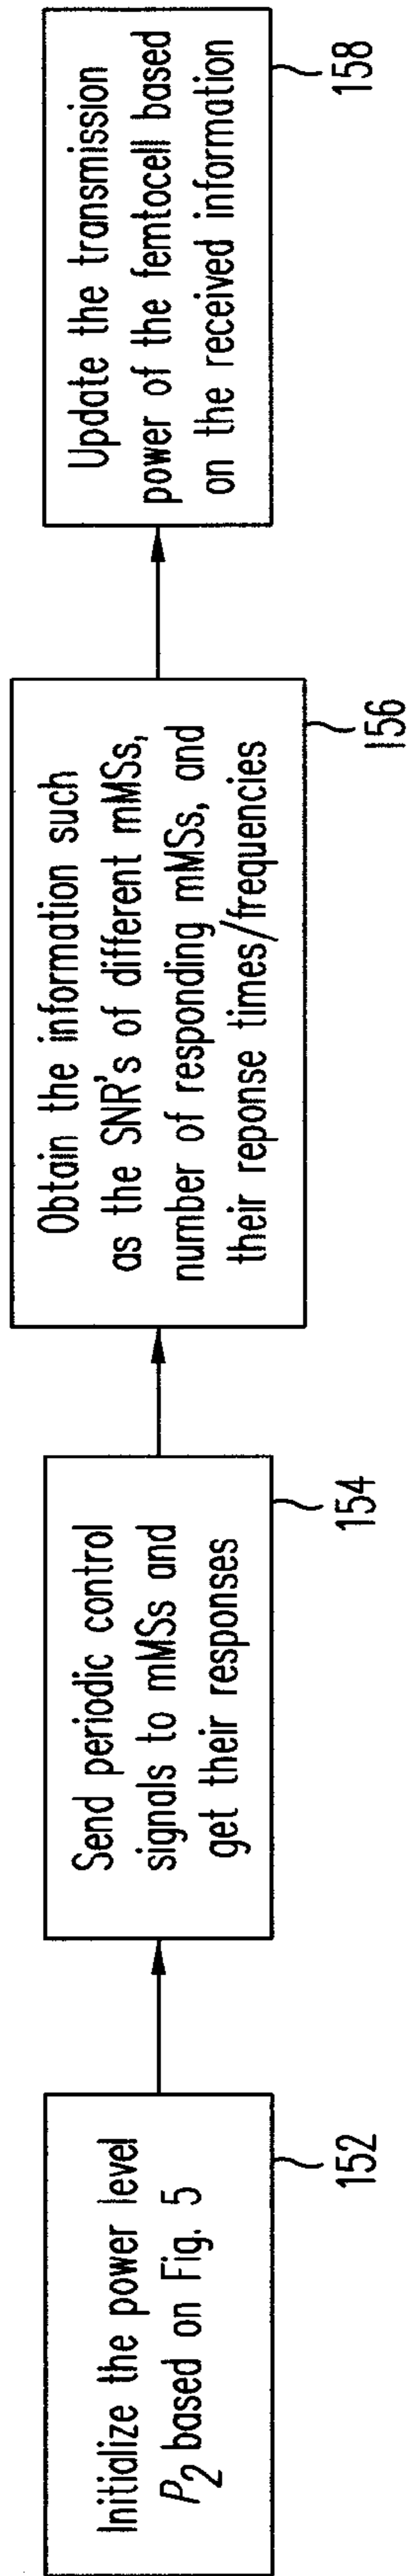 Initialize the power level
P2 based on Fig. 5
152
Send periodic control
signals to mMSs and
get their responses
154
Obtain the information such
as the SNR's of different mMSs,
number of responding mMSs, and
their reponse times/frequencies
156
Update the transmission
power of the femtocell based
on the received information
158